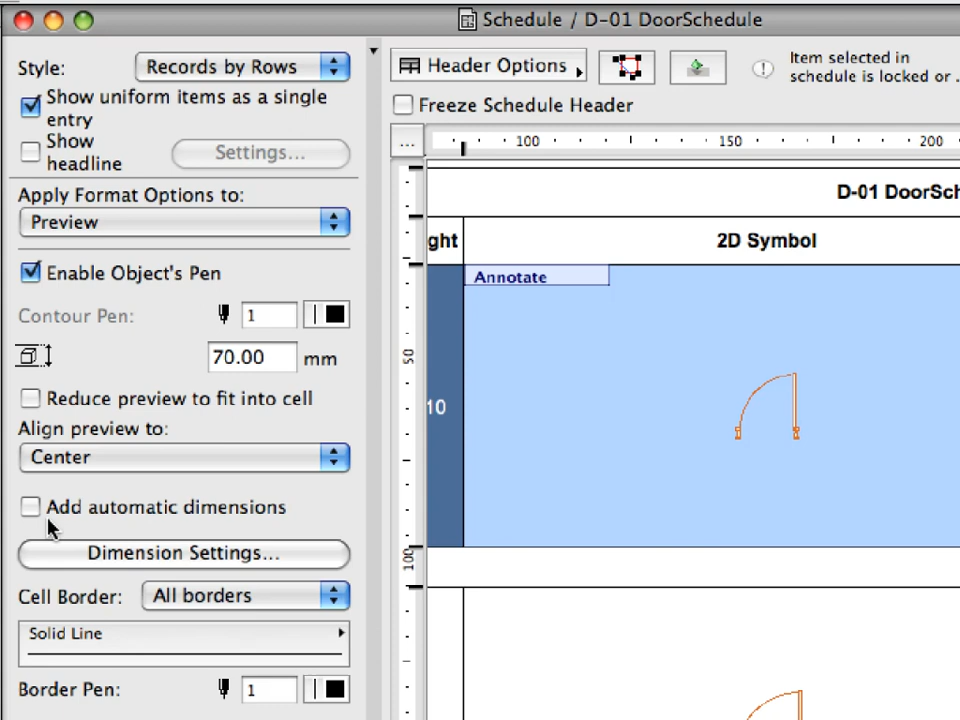 Schedule / D-01 DoorSchedule
Style:
Records by Rows
Show uniform items as a single
entry
Show
headline
Settings...
Apply Format Options to:
Preview
Enable Object's Pen
Contour Pen:
1
70.00
mm
Reduce preview to fit into cell
Align preview to:
Center
Add automatic dimensions
Dimension Settings...
Cell Border:
All borders
Solid Line
Border Pen:
1
Header Options
Item selected in
schedule is locked or .
Freeze Schedule Header
...
100
150
200
D-01 DoorSch
ght
2D Symbol
Annotate
50
10
100